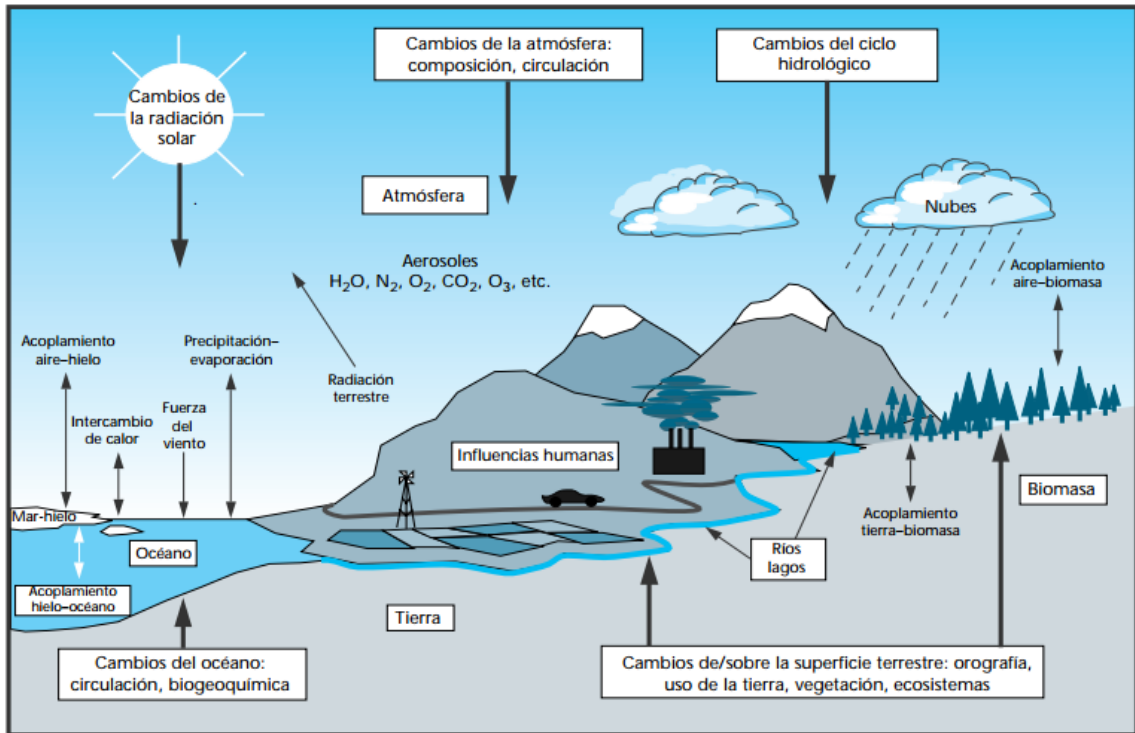 Cambios de la atmósfera:
composición, circulación
Cambios del ciclo
hidrológico
Cambios de
la radiación
solar
Atmósfera
Nubes
Aerosoles
H₂O, N₂, O₂, CO₂, O₃, etc.
Acoplamiento
aire–biomasa
Acoplamiento
aire–hielo
Precipitación–
evaporación
Radiación
terrestre
Intercambio
de calor
Fuerza
del
viento
Influencias humanas
Biomasa
Mar-hielo
Océano
Acoplamiento
tierra–biomasa
Ríos
lagos
Acoplamiento
hielo–océano
Tierra
Cambios del océano:
circulación, biogeoquímica
Cambios de/sobre la superficie terrestre: orografía,
uso de la tierra, vegetación, ecosistemas